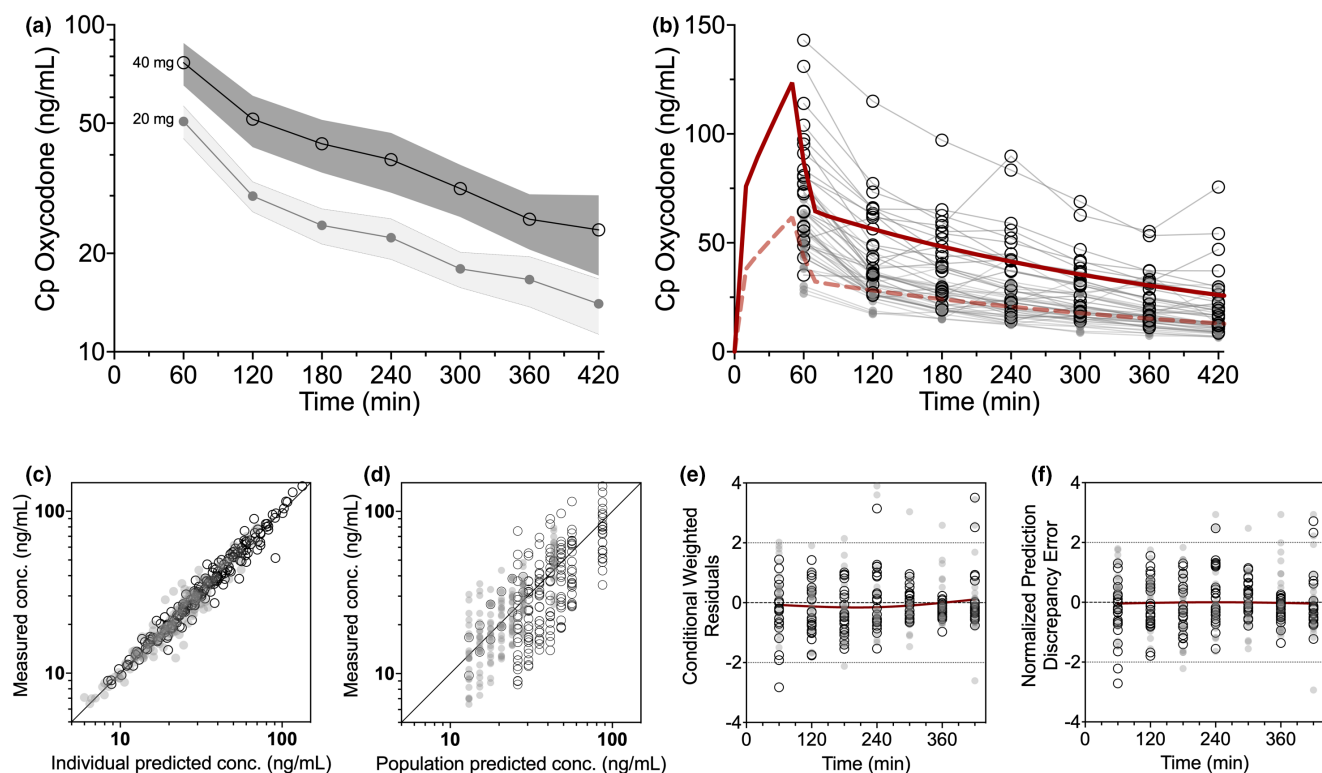 (a)
Cp Oxycodone (ng/mL)
100
50
20
10
40 mg
20 mg
0 60 120 180 240 300 360 420
Time (min)
(b)
Cp Oxycodone (ng/mL)
150
100
50
0
0 60 120 180 240 300 360 420
Time (min)
(c)
Measured conc. (ng/mL)
100
10
10 100
Individual predicted conc. (ng/mL)
(d)
Measured conc. (ng/mL)
100
10
10 100
Population predicted conc. (ng/mL)
(e)
Conditional Weighted
Residuals
4
2
0
-2
-4
0 120 240 360
Time (min)
(f)
Normalized Prediction
Discrepancy Error
4
2
0
-2
-4
0 120 240 360
Time (min)